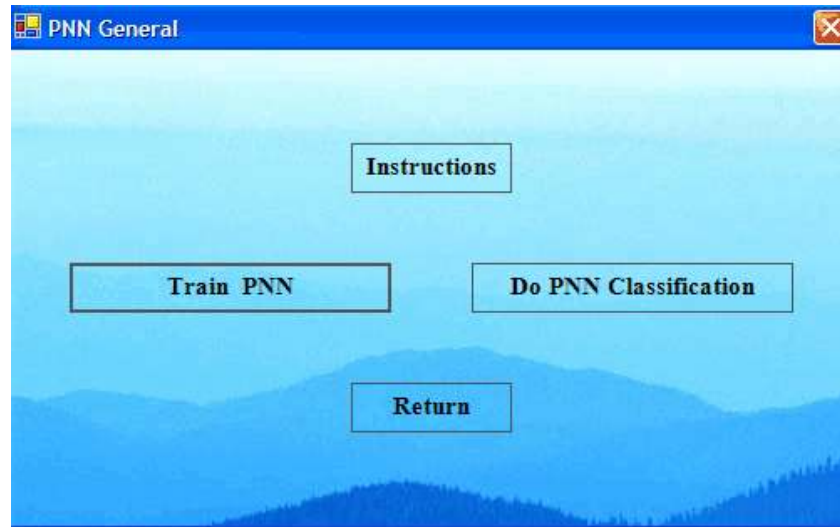 PNN General
Instructions
Train PNN
Do PNN Classification
Return